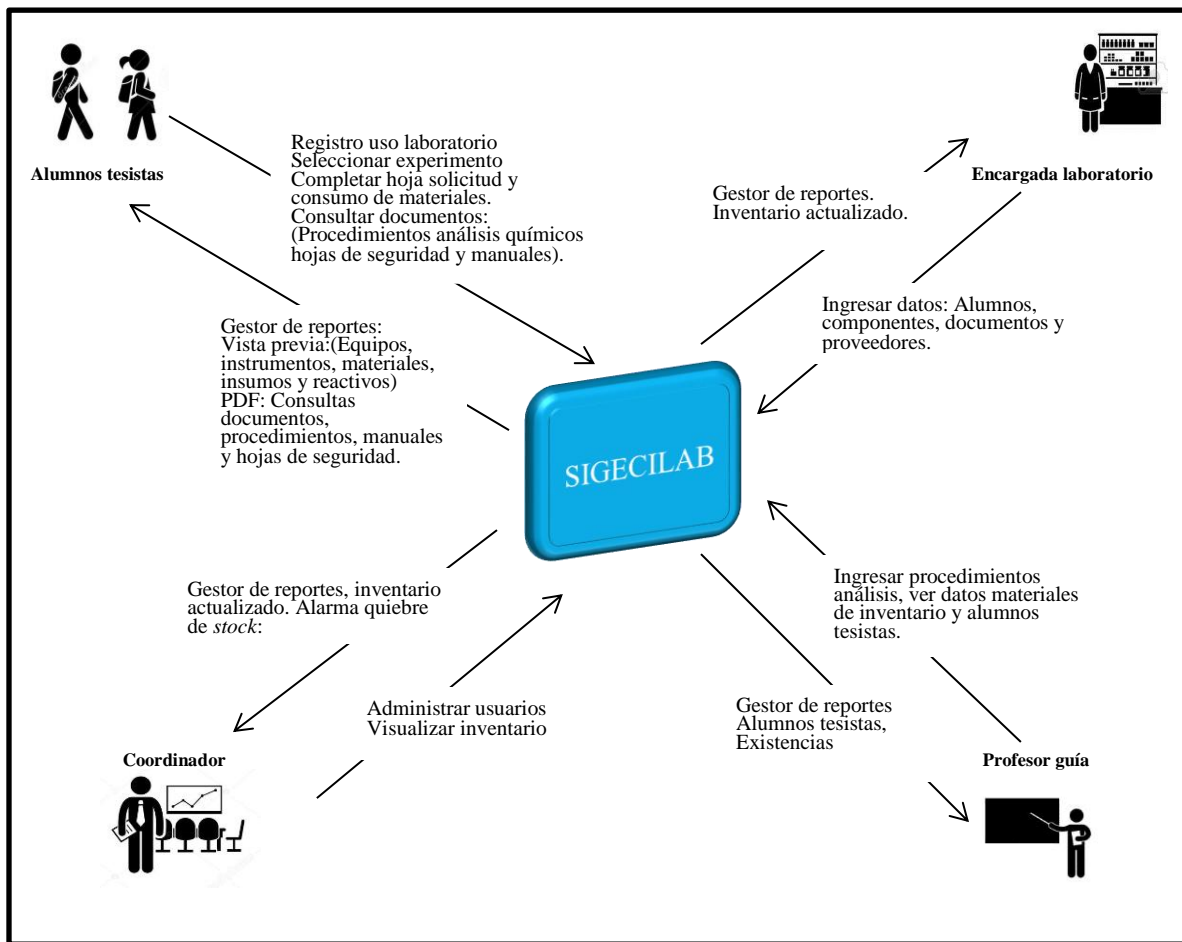 Alumnos tesistas
Registro uso laboratorio
Seleccionar experimento
Completar hoja solicitud y
consumo de materiales.
Consultar documentos:
(Procedimientos análisis químicos
hojas de seguridad y manuales).
Encargada laboratorio
Gestor de reportes.
Inventario actualizado.
Ingresar datos: Alumnos,
componentes, documentos y
proveedores.
Gestor de reportes:
Vista previa:(Equipos,
instrumentos, materiales,
insumos y reactivos)
PDF: Consultas
documentos,
procedimientos, manuales
y hojas de seguridad.
SIGECILAB
Gestor de reportes, inventario
actualizado. Alarma quiebre
de stock:
Ingresar procedimientos
análisis, ver datos materiales
de inventario y alumnos
tesistas.
Administrar usuarios
Visualizar inventario
Gestor de reportes
Alumnos tesistas,
Existencias
Coordinador
Profesor guía